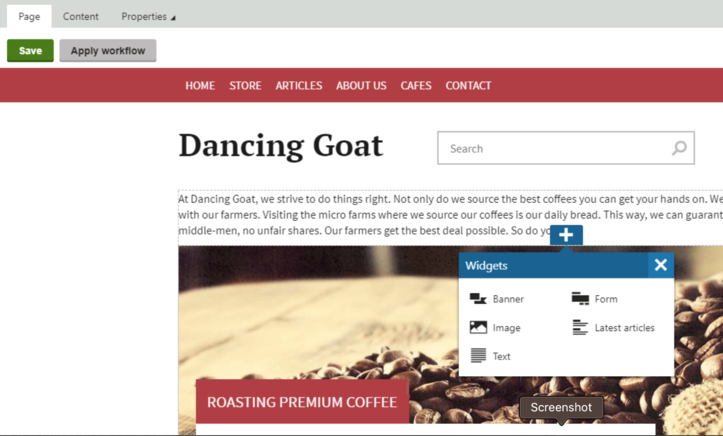 Page Content Properties
Save Apply workflow
HOME STORE ARTICLES ABOUT US CAFES CONTACT
Dancing Goat
Search
At Dancing Goat, we strive to do things right. Not only do we source the best coffees you can get your hands on. We
with our farmers. Visiting the micro farms where we source our coffees is our daily bread. This way, we can guarant
middle-men, no unfair shares. Our farmers get the best deal possible. So do yo
Widgets
Banner Form
Image Latest articles
Text
ROASTING PREMIUM COFFEE
Screenshot